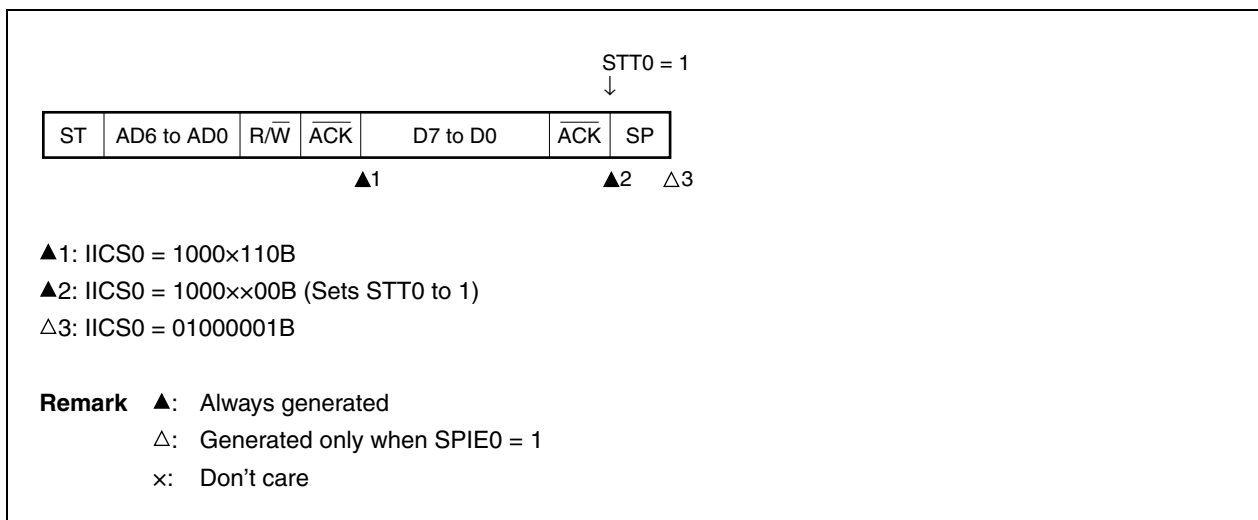 STT0 = 1
↓
ST AD6 to AD0 R/W̅ A̅C̅K̅ D7 to D0 A̅C̅K̅ SP
▲1 ▲2 △3
▲1: IICS0 = 1000×110B
▲2: IICS0 = 1000××00B (Sets STT0 to 1)
△3: IICS0 = 01000001B
Remark ▲: Always generated
△: Generated only when SPIE0 = 1
×: Don't care